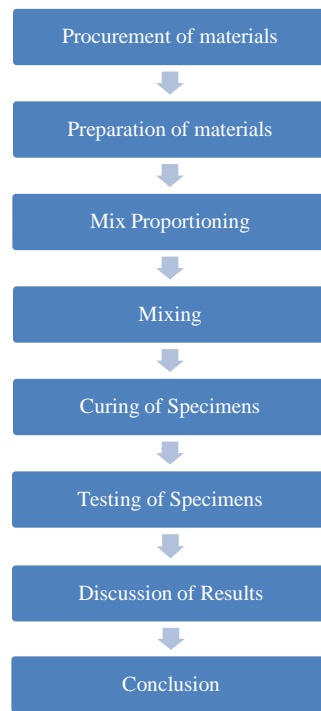 Procurement of materials
Preparation of materials
Mix Proportioning
Mixing
Curing of Specimens
Testing of Specimens
Discussion of Results
Conclusion